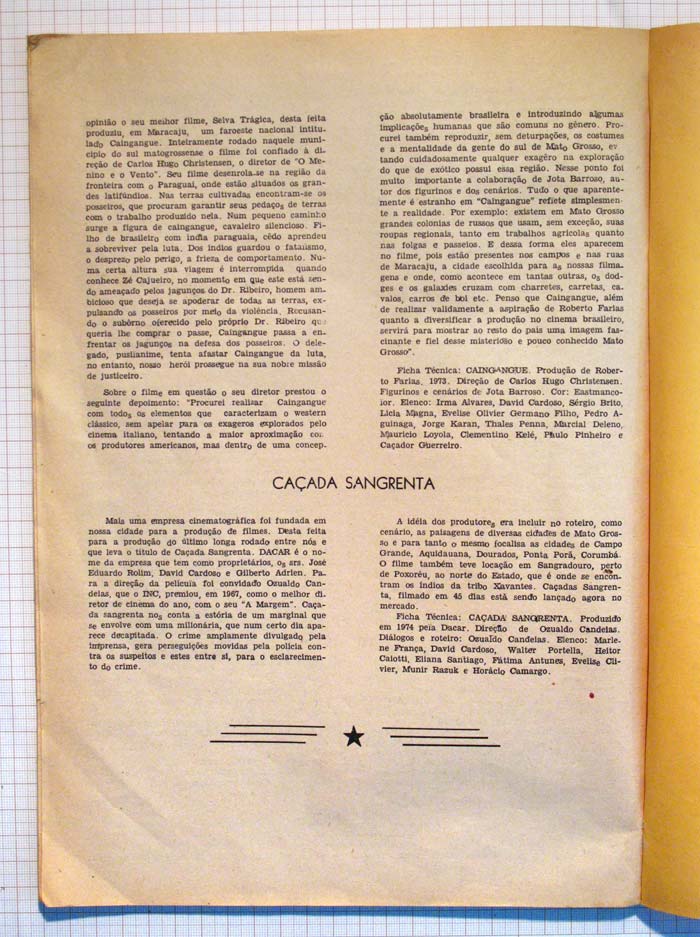 opinião o seu melhor filme, Selva Trágica, desta feita
produziu, em Maracaju, um faroeste nacional intitu-
lado Caingangue. Inteiramente rodado naquele muni-
cípio do sul matogrossense o filme foi confiado à di-
reção de Carlos Hugo Christensen, o diretor de "O Me-
nino e o Vento". Seu filme desenrola-se na região da
fronteira com o Paraguai, onde estão situados os gran-
des latifúndios. Nas terras cultivadas encontram-se os
posseiros, que procuram garantir seus pedaços de terras
com o trabalho produzido nela. Num pequeno caminho
surge a figura de caingangue, cavaleiro silencioso. Fi-
lho de brasileiro com índia paraguaia, cêdo aprendeu
a sobreviver pela luta. Dos índios guardou o fatalismo,
o desprezo pelo perigo, a frieza de comportamento. Nu-
ma certa altura sua viagem é interrompida quando
conhece Zé Cajueiro, no momento em que este está sen-
do ameaçado pelos jagunços do Dr. Ribeiro, homem am-
bicioso que deseja se apoderar de todas as terras, ex-
pulsando os posseiros por meio da violência. Recusan-
do o subôrno oferecido pelo próprio Dr. Ribeiro que
queria lhe comprar o passe, Caingangue passa a en-
frentar os jagunços na defesa dos posseiros. O dele-
gado, pusilanime, tenta afastar Caingangue da luta,
no entanto, nosso herói prossegue na sua nobre missão
de justiceiro.
Sobre o filme em questão o seu diretor prestou o
seguinte depoimento: "Procurei realizar Caingangue
com todos os elementos que caracterizam o western
clássico, sem apelar para os exageros explorados pelo
cinema italiano, tentando a maior aproximação com
os produtores americanos, mas dentro de uma concep-
ção absolutamente brasileira e introduzindo algumas
implicações humanas que são comuns no gênero. Pro-
curei também reproduzir, sem deturpações, os costumes
e a mentalidade da gente do sul de Mato Grosso, evi
tando cuidadosamente qualquer exagêro na exploração
do que de exótico possui essa região. Nesse ponto foi
muito importante a colaboração de Jota Barroso, au-
tor dos figurinos e dos cenários. Tudo o que aparente-
mente é estranho em "Caingangue" reflete simplesmen-
te a realidade. Por exemplo: existem em Mato Grosso
grandes colonias de russos que usam, sem exceção, suas
roupas regionais, tanto em trabalhos agrícolas quanto
nas folgas e passeios. E dessa forma eles aparecem
no filme, pois estão presentes nos campos e nas ruas
de Maracaju, a cidade escolhida para as nossas filma-
gens e onde, como acontece em tantas outras, os dod-
ges e os galaxies cruzam com charretes, carretas, ca-
valos, carros de boi etc. Penso que Caingangue, além
de realizar validamente a aspiração de Roberto Farias
quanto a diversificar a produção no cinema brasileiro,
servirá para mostrar ao resto do país uma imagem fas-
cinante e fiel desse misterioso e pouco conhecido Mato
Grosso".
Ficha Técnica: CAINGANGUE. Produção de Rober-
to Farias, 1973. Direção de Carlos Hugo Christensen.
Figurinos e cenários de Jota Barroso. Cor: Eastmanco-
lor. Elenco: Irma Alvares, David Cardoso, Sérgio Brito,
Licia Magna, Evelise Olivier Germano Filho, Pedro A-
guinaga, Jorge Karan, Thales Penna, Marcial Deleno,
Mauricio Loyola, Clementino Kelé, Paulo Pinheiro e
Caçador Guerreiro.
CAÇADA SANGRENTA
Mais uma empresa cinematográfica foi fundada em
nossa cidade para a produção de filmes. Desta feita
para a produção do último longa rodado entre nós e
que leva o título de Caçada Sangrenta. DACAR é o no-
me da empresa que tem como proprietários, os srs. José
Eduardo Rolim, David Cardoso e Gilberto Adrien. Pa-
ra a direção da película foi convidado Ozualdo Can-
deias, que o INC, premiou, em 1967, como o melhor di-
retor de cinema do ano, com o seu "A Margem". Caça-
da sangrenta nos conta a estória de um marginal que
se envolve com uma milionária, que num certo dia apa-
rece decapitada. O crime amplamente divulgado pela
imprensa, gera perseguições movidas pela policia con-
tra os suspeitos e estes entre si, para o esclarecimen-
to do crime.
A idéia dos produtores era incluir no roteiro, como
cenário, as paisagens de diversas cidades de Mato Gros-
so e para tanto o mesmo focalisa as cidades de Campo
Grande, Aquidauana, Dourados, Ponta Porã, Corumbá.
O filme também teve locação em Sangradouro, perto
de Poxoréu, ao norte do Estado, que é onde se encon-
tram os índios da tribo Xavantes. Caçadas Sangren-
ta, filmado em 45 dias está sendo lançado agora no
mercado.
Ficha Técnica: CAÇADA SANGRENTA. Produzido
em 1974 pela Dacar. Direção de Ozualdo Candeias.
Diálogos e roteiro: Ozualdo Candeias. Elenco: Marle-
ne França, David Cardoso, Walter Portella, Heitor
Gaiotti, Eliana Santiago, Fátima Antunes, Evelise Oli-
vier, Munir Razuk e Horácio Camargo.